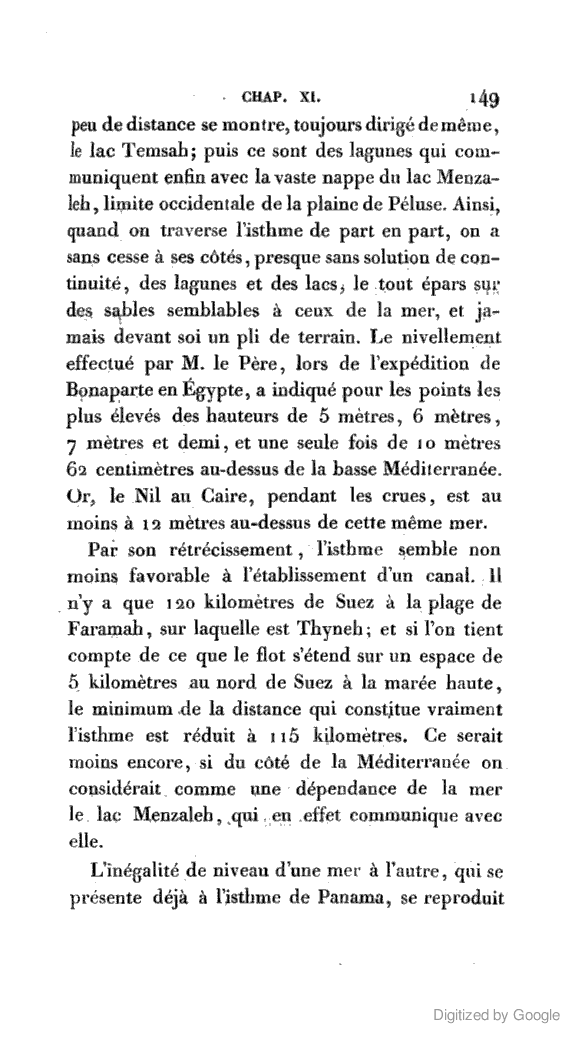 CHAP. XI. 149
peu de distance se montre, toujours dirigé de même,
le lac Temsah; puis ce sont des lagunes qui com-
muniquent enfin avec la vaste nappe du lac Menza-
leh, limite occidentale de la plaine de Péluse. Ainsi,
quand on traverse l'isthme de part en part, on a
sans cesse à ses côtés, presque sans solution de con-
tinuité, des lagunes et des lacs, le tout épars sur
des sables semblables à ceux de la mer, et ja-
mais devant soi un pli de terrain. Le nivellement
effectué par M. le Père, lors de l'expédition de
Bonaparte en Égypte, a indiqué pour les points les
plus élevés des hauteurs de 5 mètres, 6 mètres,
7 mètres et demi, et une seule fois de 10 mètres
62 centimètres au-dessus de la basse Méditerranée.
Or, le Nil au Caire, pendant les crues, est au
moins à 12 mètres au-dessus de cette même mer.
Par son rétrécissement, l'isthme semble non
moins favorable à l'établissement d'un canal. Il
n'y a que 120 kilomètres de Suez à la plage de
Faramah, sur laquelle est Thyneh; et si l'on tient
compte de ce que le flot s'étend sur un espace de
5 kilomètres au nord de Suez à la marée haute,
le minimum de la distance qui constitue vraiment
l'isthme est réduit à 115 kilomètres. Ce serait
moins encore, si du côté de la Méditerranée on
considérait comme une dépendance de la mer
le lac Menzaleh, qui en effet communique avec
elle.
L'inégalité de niveau d'une mer à l'autre, qui se
présente déjà à l'isthme de Panama, se reproduit
Digitized by Google